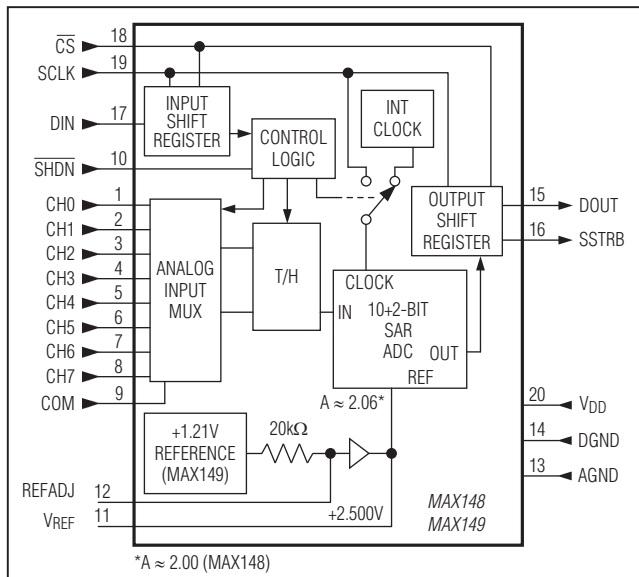 CS 18
SCLK 19
DIN 17
SHDN 10
CH0 1
CH1 2
CH2 3
CH3 4
CH4 5
CH5 6
CH6 7
CH7 8
COM 9
INPUT
SHIFT
REGISTER
CONTROL
LOGIC
INT
CLOCK
OUTPUT
SHIFT
REGISTER
15 DOUT
16 SSTRB
ANALOG
INPUT
MUX
T/H
CLOCK
IN
10+2-BIT
SAR
ADC
OUT
REF
A ≈ 2.06*
20 VDD
14 DGND
13 AGND
+1.21V
REFERENCE
(MAX149)
20kΩ
REFADJ 12
VREF 11
+2.500V
MAX148
MAX149
*A ≈ 2.00 (MAX148)